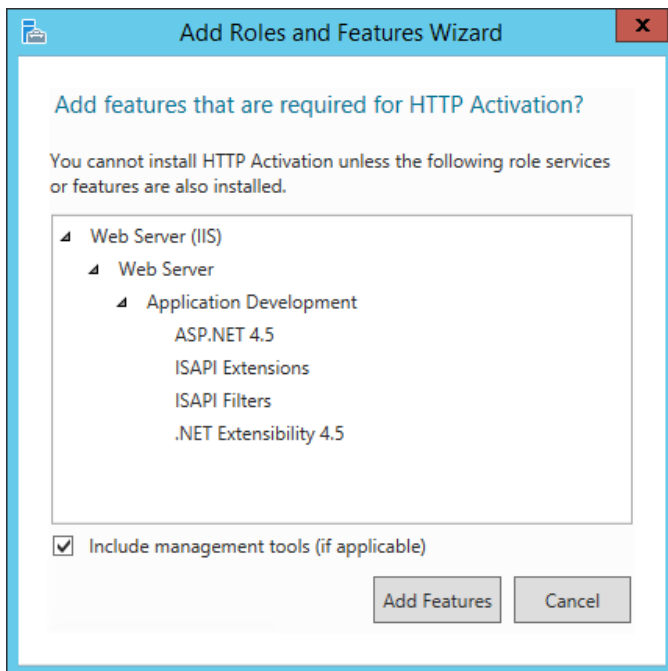 Add Roles and Features Wizard
x
Add features that are required for HTTP Activation?
You cannot install HTTP Activation unless the following role services
or features are also installed.
Web Server (IIS)
Web Server
Application Development
ASP.NET 4.5
ISAPI Extensions
ISAPI Filters
.NET Extensibility 4.5
Include management tools (if applicable)
Add Features
Cancel